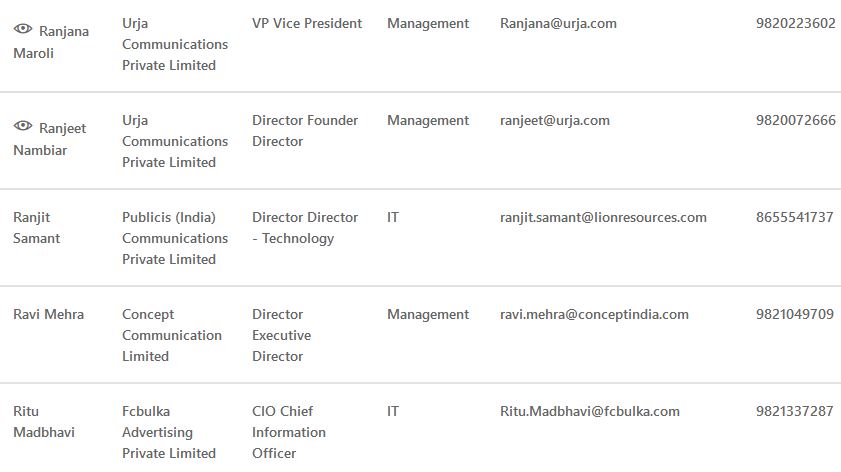 Ranjana Maroli Urja Communications Private Limited VP Vice President Management Ranjana@urja.com 9820223602
Ranjeet Nambiar Urja Communications Private Limited Director Founder Director Management ranjeet@urja.com 9820072666
Ranjit Samant Publicis (India) Communications Private Limited Director Director - Technology IT ranjit.samant@lionresources.com 8655541737
Ravi Mehra Concept Communication Limited Director Executive Director Management ravi.mehra@conceptindia.com 9821049709
Ritu Madbhavi Fcbulka Advertising Private Limited CIO Chief Information Officer IT Ritu.Madbhavi@fcbulka.com 9821337287